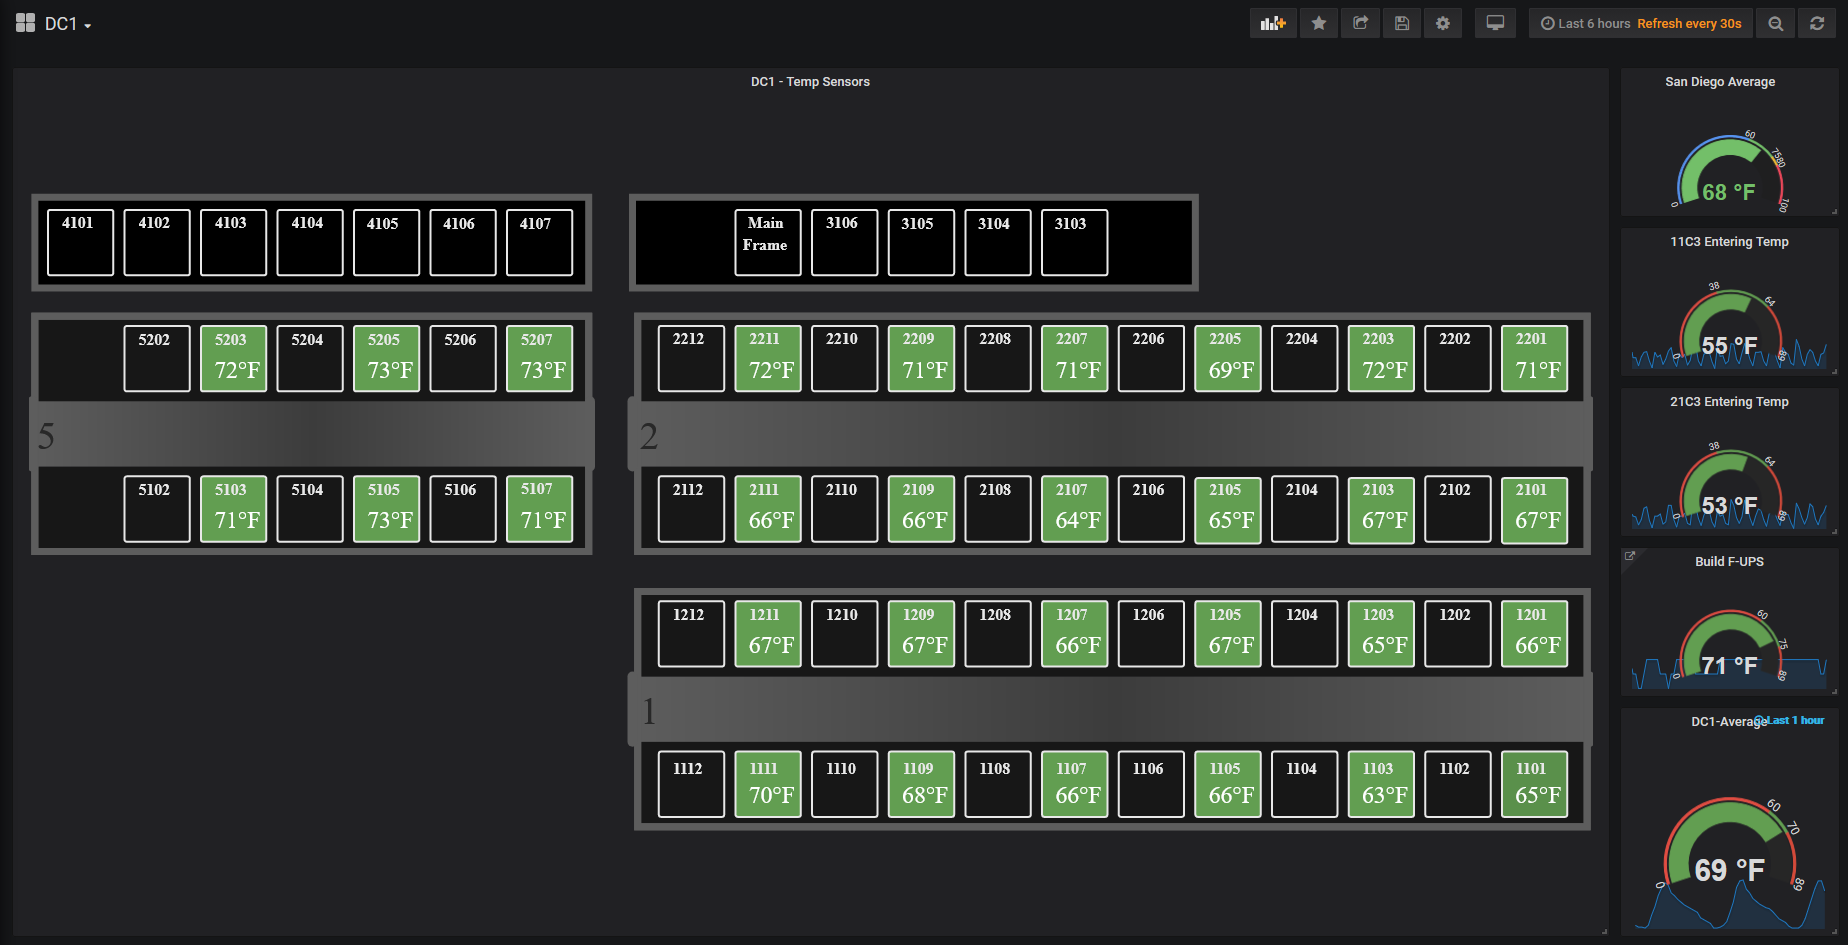 DC1
Last 6 hours Refresh every 30s
DC1 - Temp Sensors
4101 4102 4103 4104 4105 4106 4107
Main Frame 3106 3105 3104 3103
5202 5203 5204 5205 5206 5207
72°F 73°F 73°F
5
5102 5103 5104 5105 5106 5107
71°F 73°F 71°F
2212 2211 2210 2209 2208 2207 2206 2205 2204 2203 2202 2201
72°F 71°F 71°F 69°F 72°F 71°F
2
2112 2111 2110 2109 2108 2107 2106 2105 2104 2103 2102 2101
66°F 66°F 64°F 65°F 67°F 67°F
1212 1211 1210 1209 1208 1207 1206 1205 1204 1203 1202 1201
67°F 67°F 66°F 67°F 65°F 66°F
1
1112 1111 1110 1109 1108 1107 1106 1105 1104 1103 1102 1101
70°F 68°F 66°F 66°F 63°F 65°F
San Diego Average
0 60 75 80 100
68 °F
11C3 Entering Temp
0 38 64 89
55 °F
21C3 Entering Temp
0 38 64 89
53 °F
Build F-UPS
0 60 75 89
71 °F
DC1-Average
Last 1 hour
0 60 70 89
69 °F